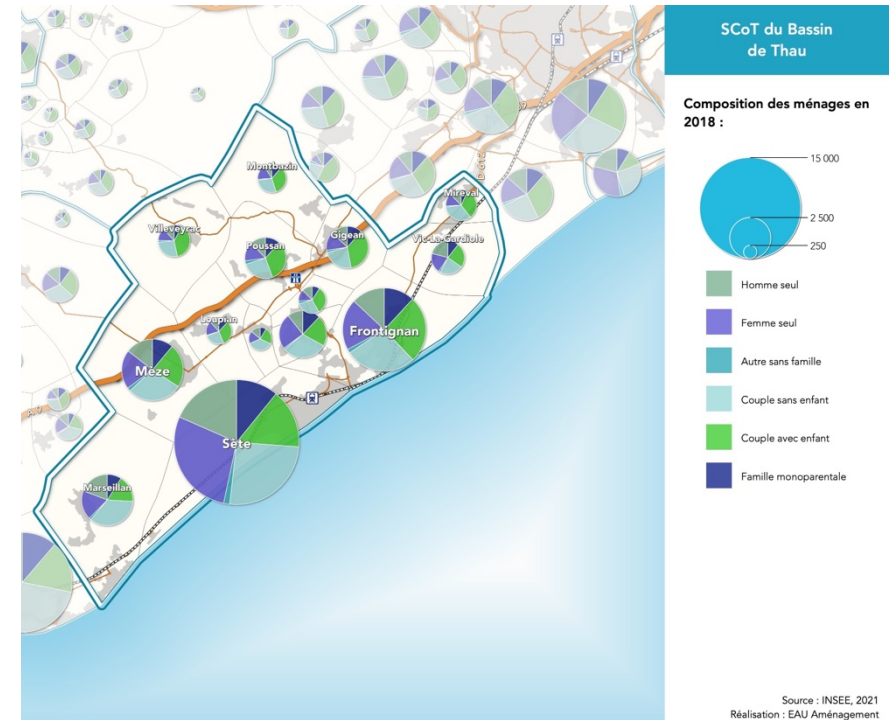 SCoT du Bassin
de Thau
Composition des ménages en
2018 :
15 000
2 500
250
Homme seul
Femme seul
Autre sans famille
Couple sans enfant
Couple avec enfant
Famille monoparentale
Source : INSEE, 2021
Réalisation : EAU Aménagement
Montbazin
Mireval
Villeveyrac
Gigean
Vic-La-Gardiole
Poussan
Loupian
Frontignan
Mèze
Sète
Marseillan